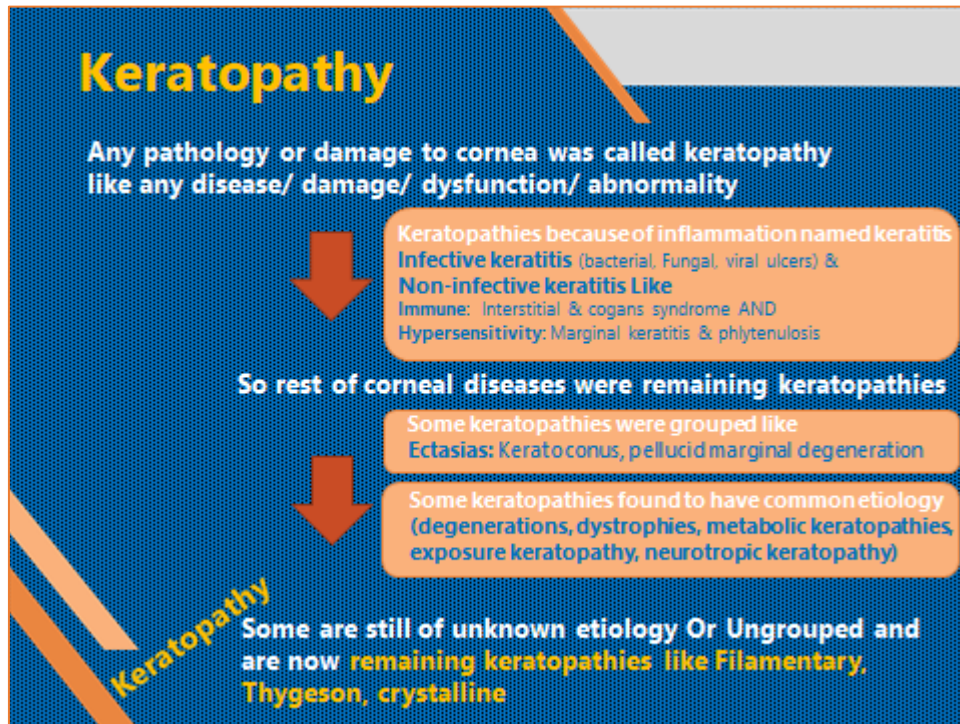 Keratopathy
Any pathology or damage to cornea was called keratopathy
like any disease/ damage/ dysfunction/ abnormality
Keratopathies because of inflammation named keratitis
Infective keratitis (bacterial, Fungal, viral ulcers) &
Non-infective keratitis Like
Immune: Interstitial & cogans syndrome AND
Hypersensitivity: Marginal keratitis & phlytenulosis
So rest of corneal diseases were remaining keratopathies
Some keratopathies were grouped like
Ectasias: Keratoconus, pellucid marginal degeneration
Some keratopathies found to have common etiology
(degenerations, dystrophies, metabolic keratopathies,
exposure keratopathy, neurotropic keratopathy)
Keratopathy
Some are still of unknown etiology Or Ungrouped and
are now remaining keratopathies like Filamentary,
Thygeson, crystalline